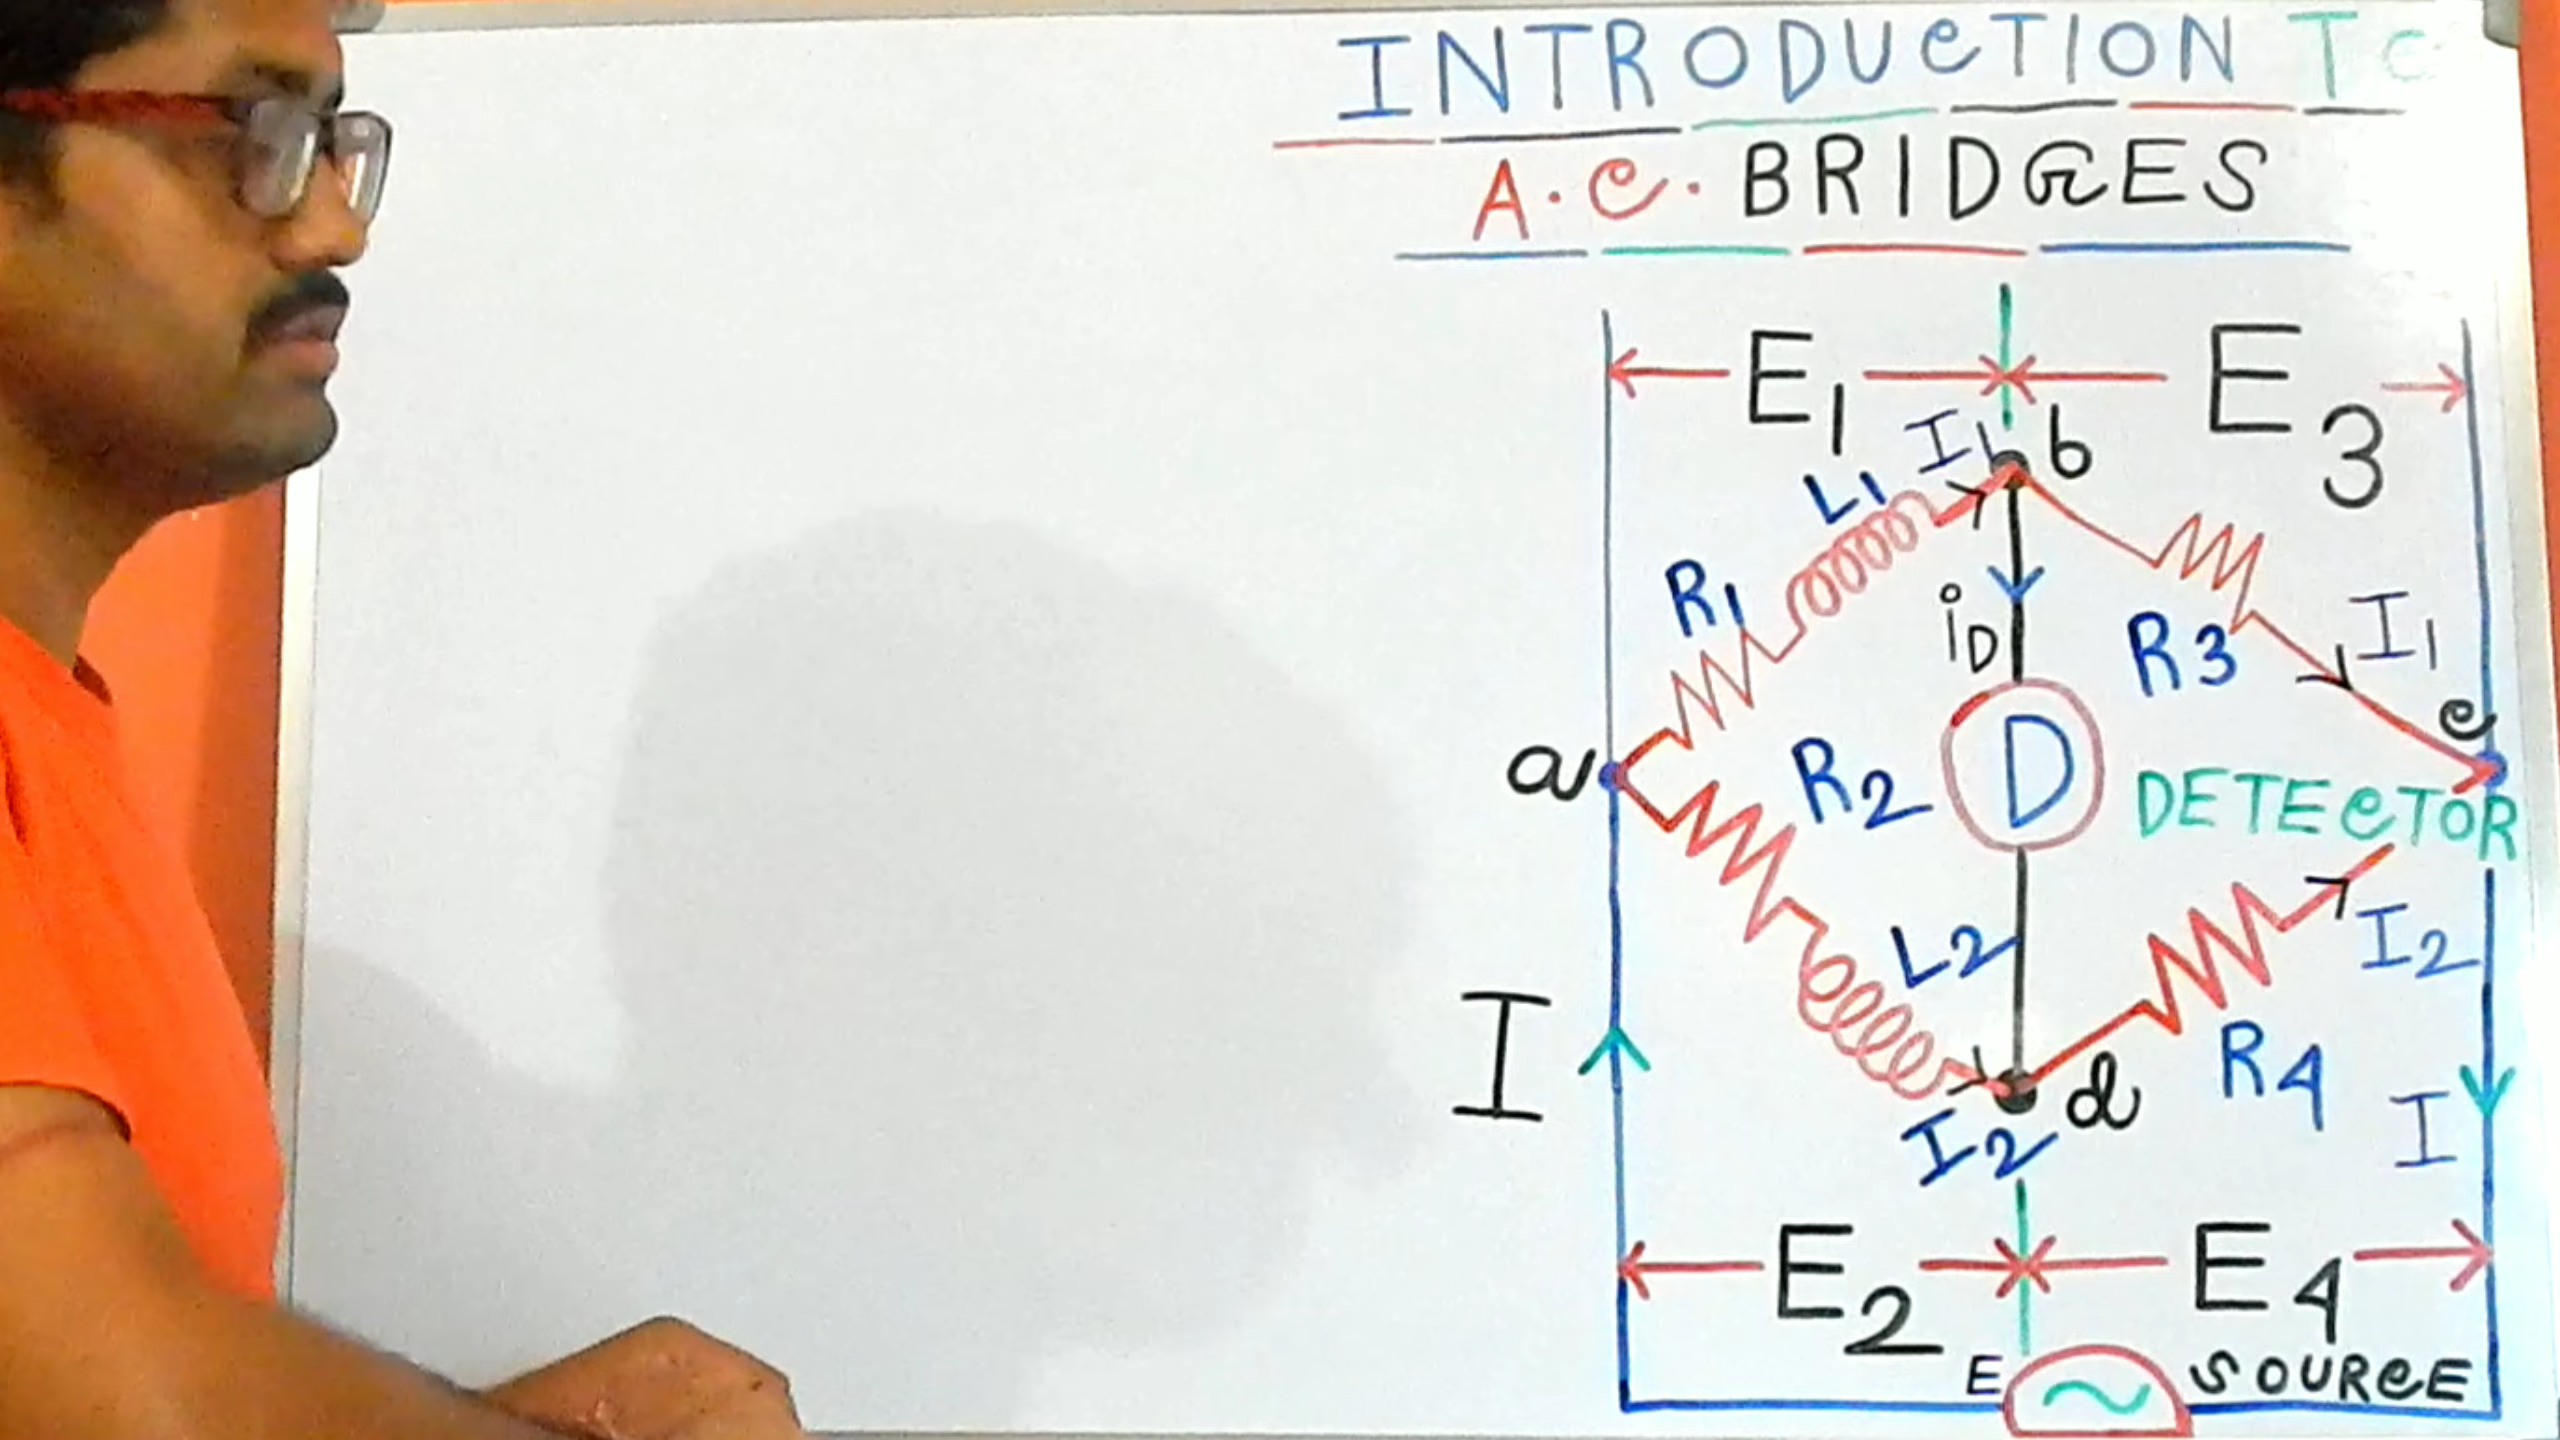 INTRODUCTION TO
A.C. BRIDGES
E1 E3
I1 b
L1
R1 iD R3 I1
c
a R2 D DETECTOR
L2 I2
I d R4 I
I2
E2 E4
E SOURCE